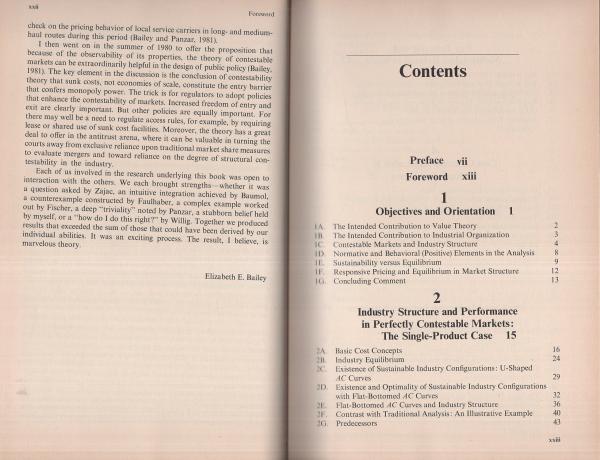 xxii
Foreword
check on the pricing behavior of local service carriers in long- and medium-
haul routes during this period (Bailey and Panzar, 1981).
I then went on in the summer of 1980 to offer the proposition that
because of the observability of its properties, the theory of contestable
markets can be extraordinarily helpful in the design of public policy (Bailey,
1981). The key element in the discussion is the conclusion of contestability
theory that sunk costs, not economies of scale, constitute the entry barrier
that confers monopoly power. The trick is for regulators to adopt policies
that enhance the contestability of markets. Increased freedom of entry and
exit are clearly important. But other policies are equally important. For
there may well be a need to regulate access rules, for example, by requiring
lease or shared use of sunk cost facilities. Moreover, the theory has a great
deal to offer in the antitrust arena, where it can be valuable in turning the
courts away from exclusive reliance upon traditional market share measures
to evaluate mergers and toward reliance on the degree of structural con-
testability in the industry.
Each of us involved in the research underlying this book was open to
interaction with the others. We each brought strengths—whether it was
a question asked by Zajac, an intuitive integration achieved by Baumol,
a counterexample constructed by Faulhaber, a complex example worked
out by Fischer, a deep "triviality" noted by Panzar, a stubborn belief held
by myself, or a "how do I do this right?" by Willig. Together we produced
results that exceeded the sum of those that could have been derived by our
individual abilities. It was an exciting process. The result, I believe, is a
marvelous theory.
Elizabeth E. Bailey
Contents
Preface vii
Foreword xiii
1
Objectives and Orientation 1
1A. The Intended Contribution to Value Theory 2
1B. The Intended Contribution to Industrial Organization 3
1C. Contestable Markets and Industry Structure 4
1D. Normative and Behavioral (Positive) Elements in the Analysis 8
1E. Sustainability versus Equilibrium 9
1F. Responsive Pricing and Equilibrium in Market Structure 12
1G. Concluding Comment 13
2
Industry Structure and Performance
in Perfectly Contestable Markets:
The Single-Product Case 15
2A. Basic Cost Concepts 16
2B. Industry Equilibrium 24
2C. Existence of Sustainable Industry Configurations: U-Shaped
AC Curves 29
2D. Existence and Optimality of Sustainable Industry Configurations
with Flat-Bottomed AC Curves 32
2E. Flat-Bottomed AC Curves and Industry Structure 36
2F. Contrast with Traditional Analysis: An Illustrative Example 40
2G. Predecessors 43
xxiii